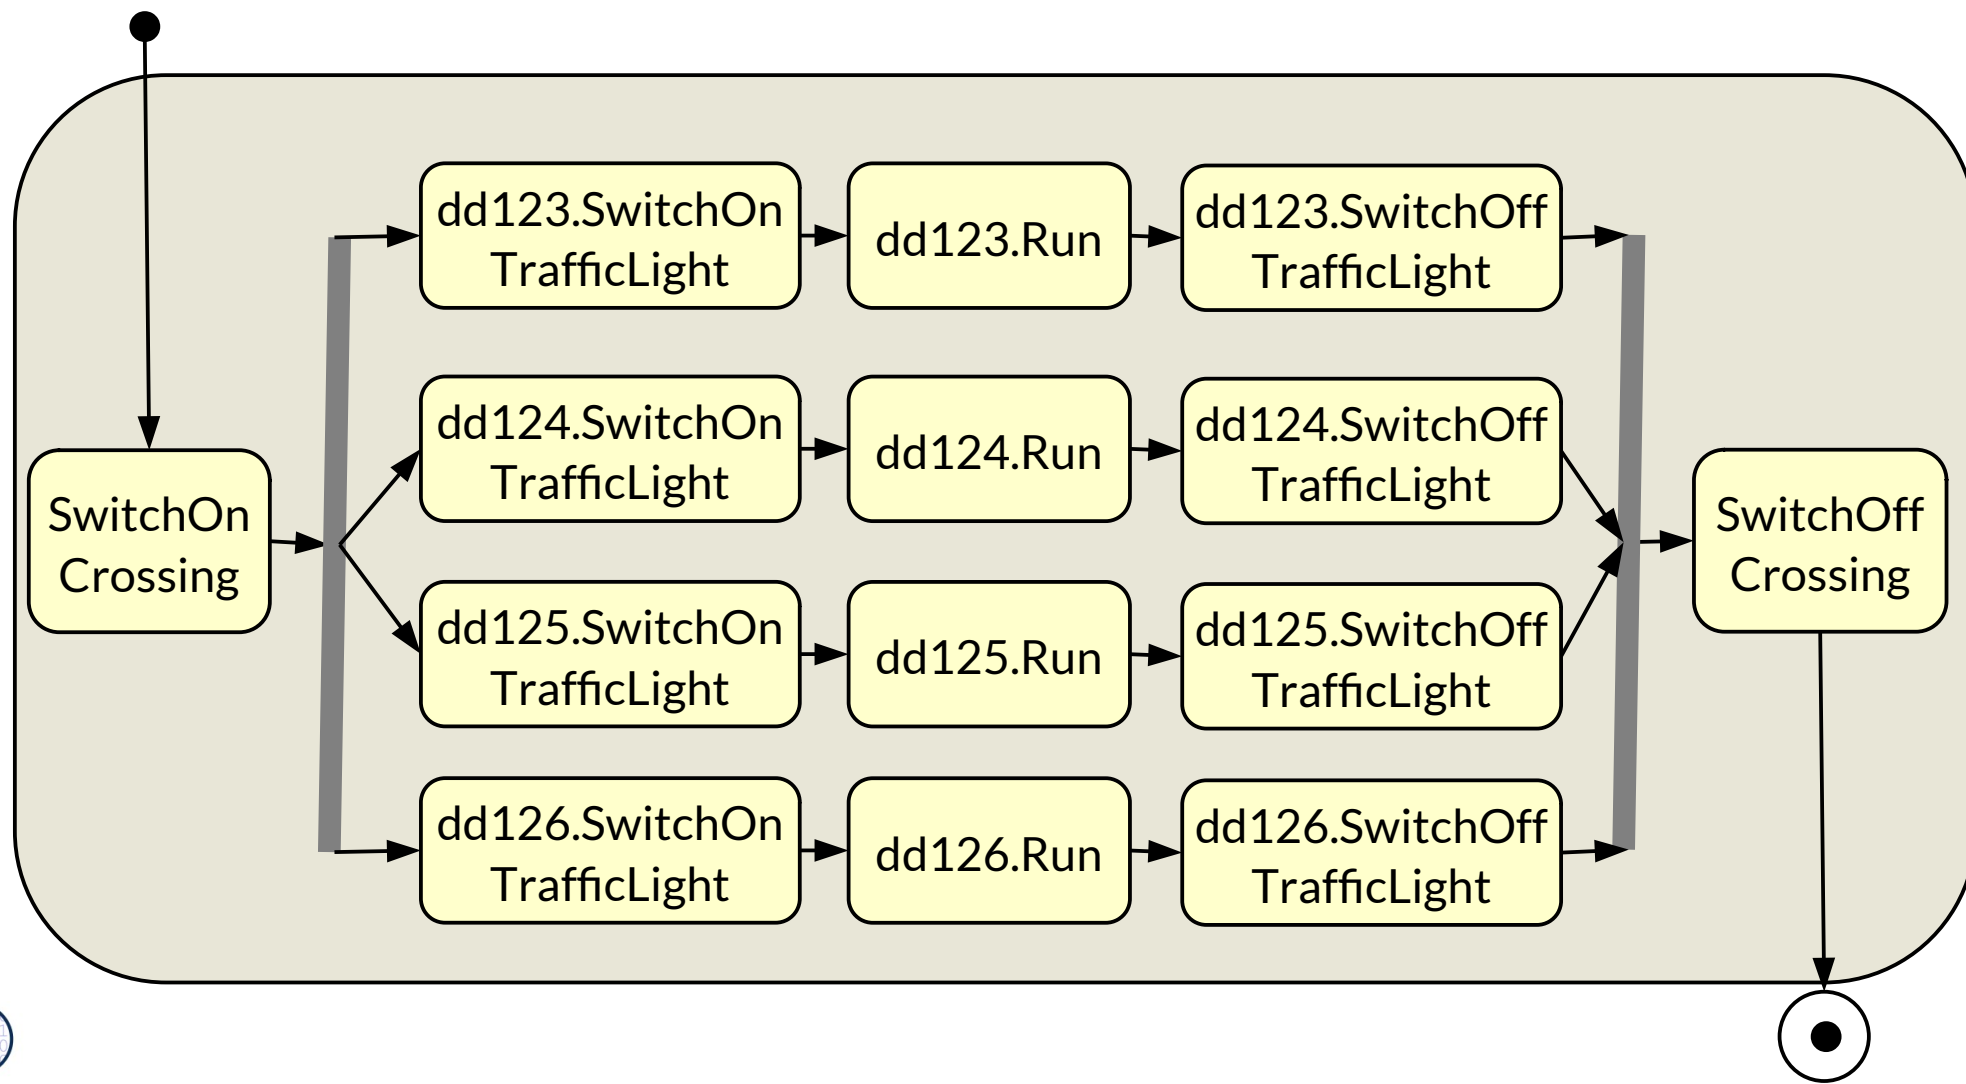 dd123.SwitchOn
TrafficLight
dd123.Run
dd123.SwitchOff
TrafficLight
dd124.SwitchOn
TrafficLight
dd124.Run
dd124.SwitchOff
TrafficLight
SwitchOn
Crossing
SwitchOff
Crossing
dd125.SwitchOn
TrafficLight
dd125.Run
dd125.SwitchOff
TrafficLight
dd126.SwitchOn
TrafficLight
dd126.Run
dd126.SwitchOff
TrafficLight